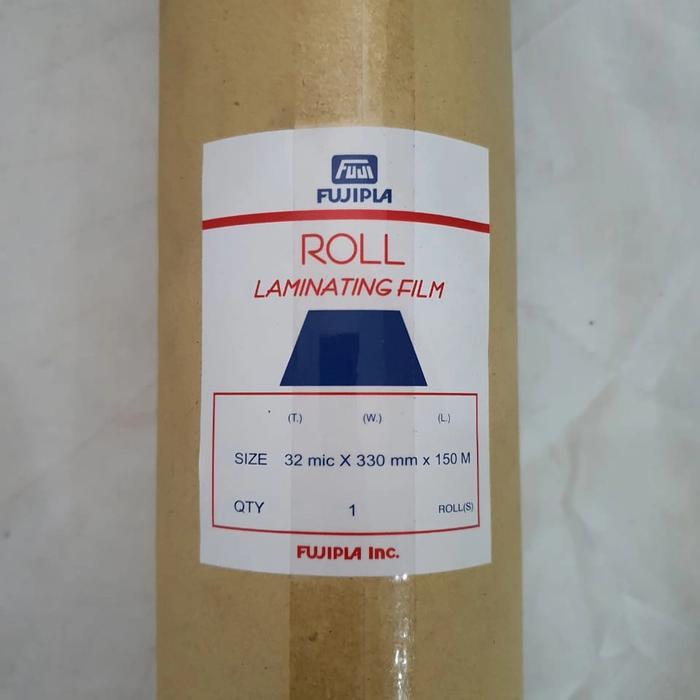 FUJI
FUJIPLA
ROLL
LAMINATING FILM
(T.) (W.) (L.)
SIZE 32 mic X 330 mm x 150 M
QTY 1 ROLL(S)
FUJIPLA Inc.